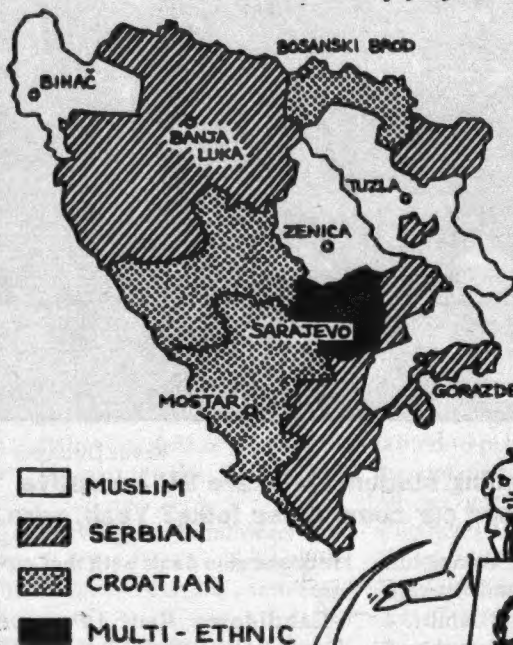 BOSANSKI BROD
BIHAČ
BANJA
LUKA
TUZLA
ZENICA
SARAJEVO
GORAZDE
MOSTAR
MUSLIM
SERBIAN
CROATIAN
MULTI-ETHNIC